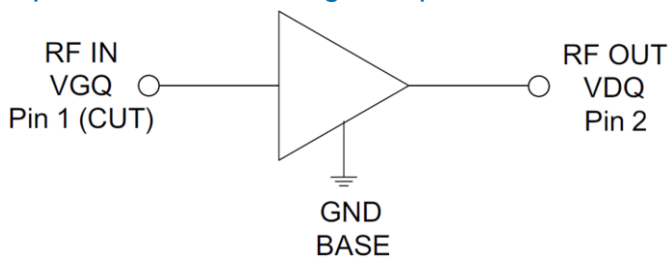 RF IN
VGQ
Pin 1 (CUT)
RF OUT
VDQ
Pin 2
GND
BASE